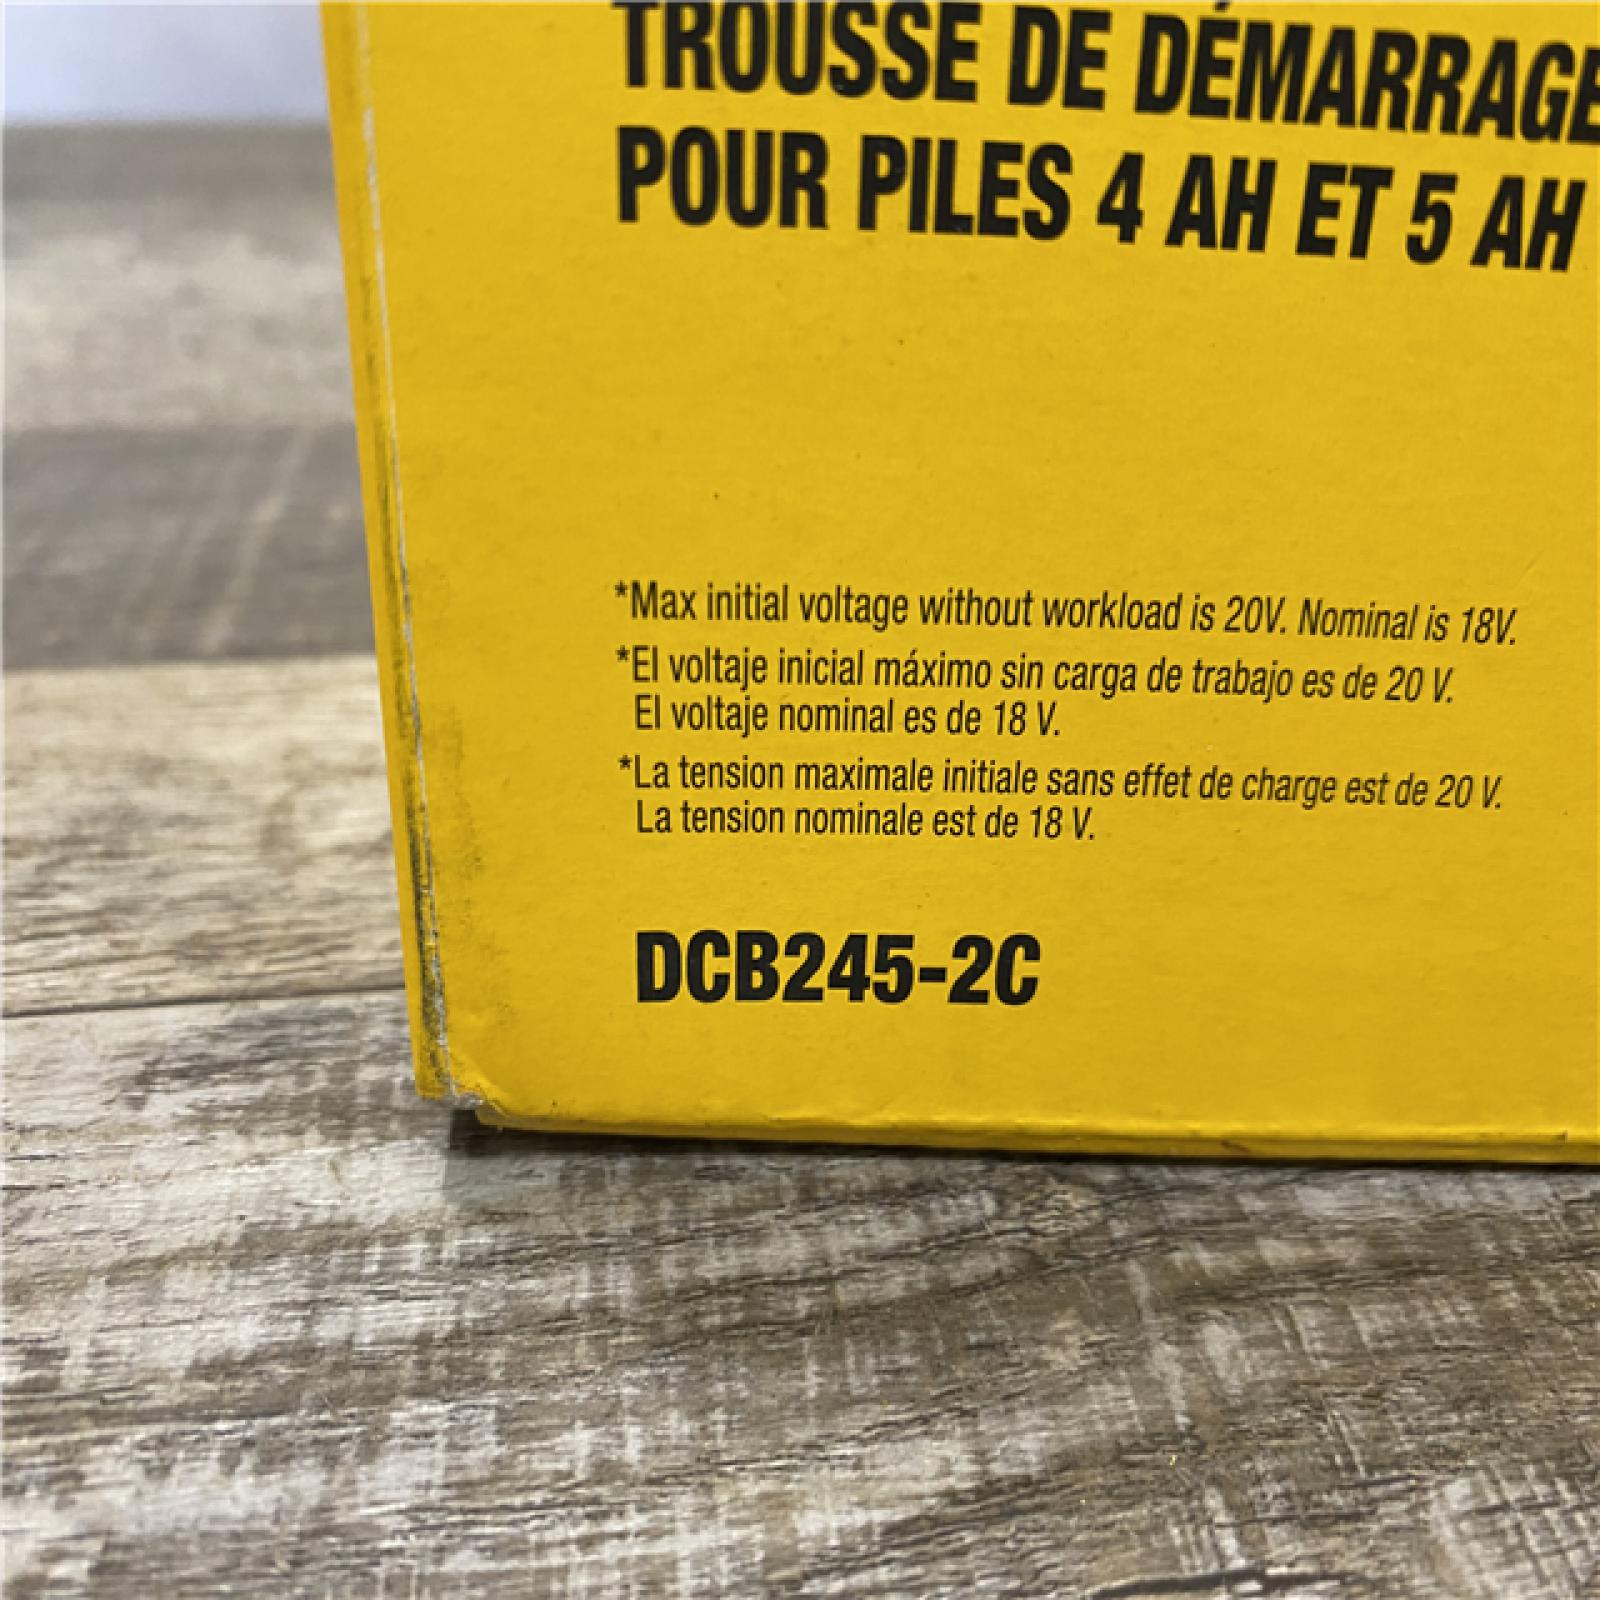 TROUSSE DE DÉMARRAGE
POUR PILES 4 AH ET 5 AH
*Max initial voltage without workload is 20V. Nominal is 18V.
*El voltaje inicial máximo sin carga de trabajo es de 20 V.
El voltaje nominal es de 18 V.
*La tension maximale initiale sans effet de charge est de 20 V.
La tension nominale est de 18 V.
DCB245-2C